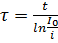 τ = t / ln(I₀/i)